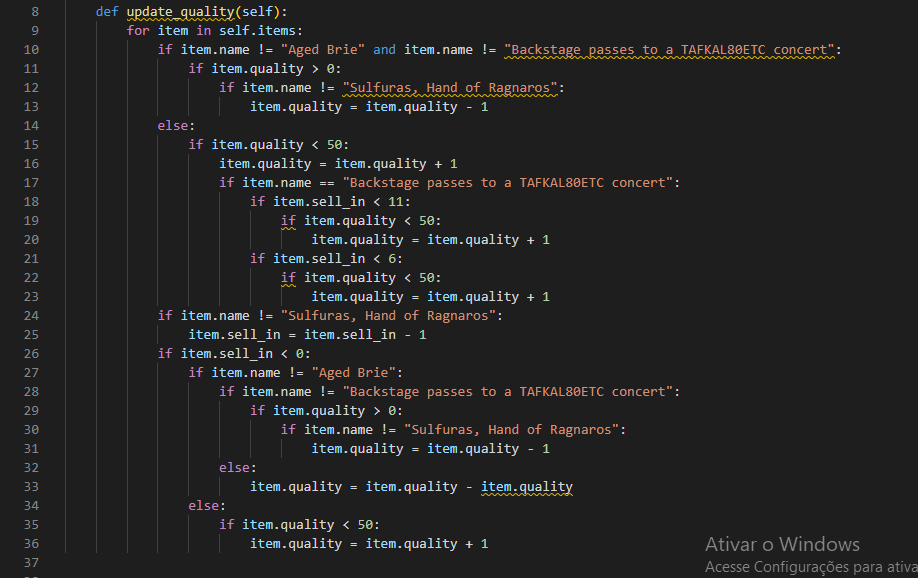 8 def update_quality(self):
9 for item in self.items:
10 if item.name != "Aged Brie" and item.name != "Backstage passes to a TAFKAL80ETC concert":
11 if item.quality > 0:
12 if item.name != "Sulfuras, Hand of Ragnaros":
13 item.quality = item.quality - 1
14 else:
15 if item.quality < 50:
16 item.quality = item.quality + 1
17 if item.name == "Backstage passes to a TAFKAL80ETC concert":
18 if item.sell_in < 11:
19 if item.quality < 50:
20 item.quality = item.quality + 1
21 if item.sell_in < 6:
22 if item.quality < 50:
23 item.quality = item.quality + 1
24 if item.name != "Sulfuras, Hand of Ragnaros":
25 item.sell_in = item.sell_in - 1
26 if item.sell_in < 0:
27 if item.name != "Aged Brie":
28 if item.name != "Backstage passes to a TAFKAL80ETC concert":
29 if item.quality > 0:
30 if item.name != "Sulfuras, Hand of Ragnaros":
31 item.quality = item.quality - 1
32 else:
33 item.quality = item.quality - item.quality
34 else:
35 if item.quality < 50:
36 item.quality = item.quality + 1
37
Ativar o Windows
Acesse Configurações para ativa